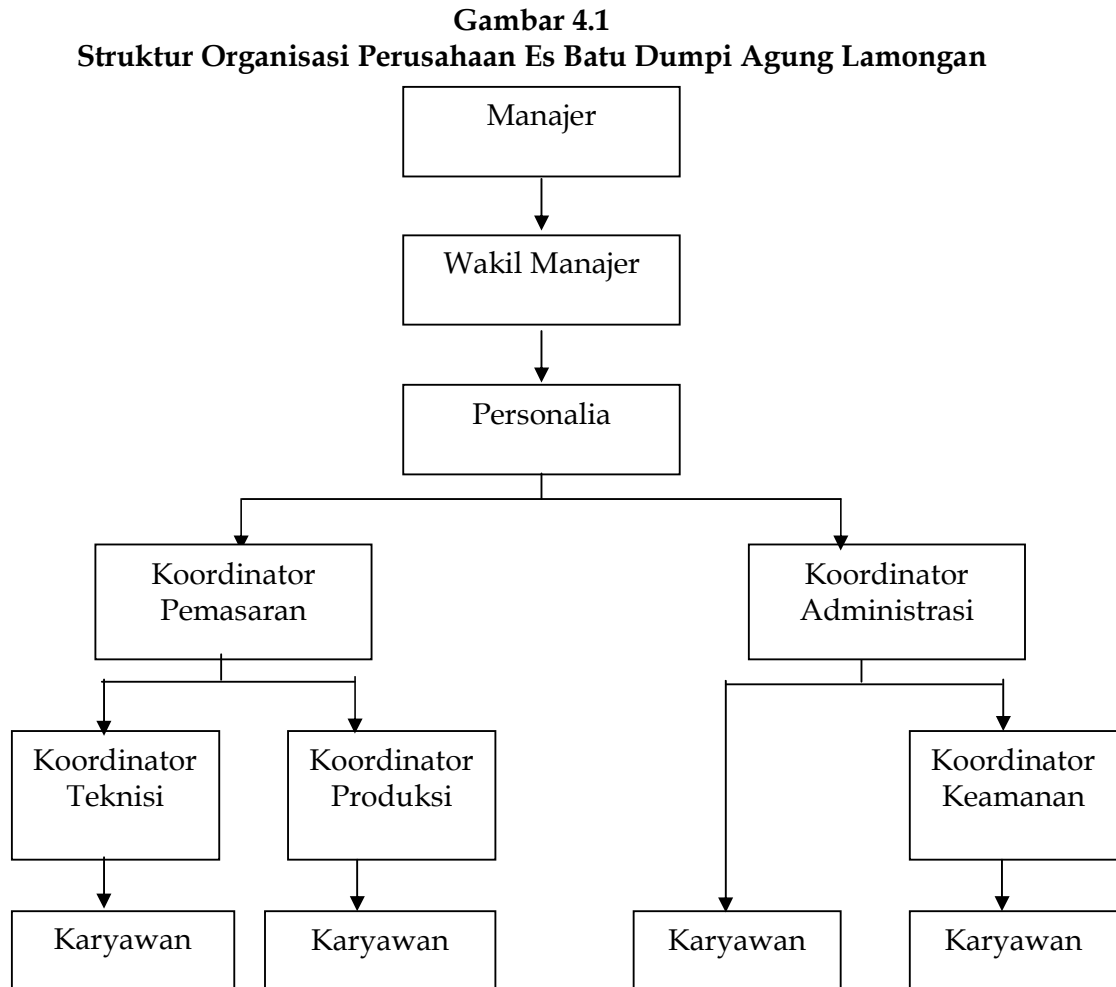 Gambar 4.1
Struktur Organisasi Perusahaan Es Batu Dumpi Agung Lamongan
Manajer
Wakil Manajer
Personalia
Koordinator
Pemasaran
Koordinator
Administrasi
Koordinator
Teknisi
Koordinator
Produksi
Koordinator
Keamanan
Karyawan
Karyawan
Karyawan
Karyawan